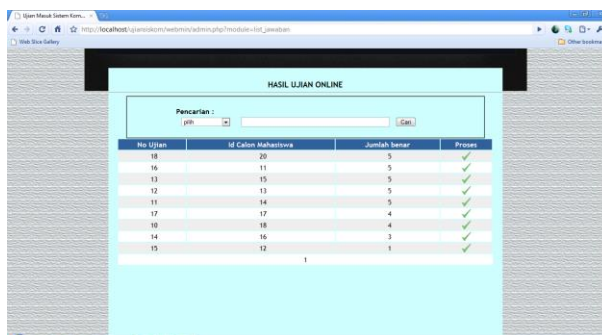 Ujian Masuk Sistem Kom...
http://localhost/ujiansiskom/webmin/admin.php?module=list_jawaban
Web Slice Gallery
Other bookma
HASIL UJIAN ONLINE
Pencarian :
pilih Cari
No Ujian Id Calon Mahasiswa Jumlah benar Proses
18 20 5
16 11 5
13 15 5
12 13 5
11 14 5
17 17 4
10 18 4
14 16 3
15 12 1
1